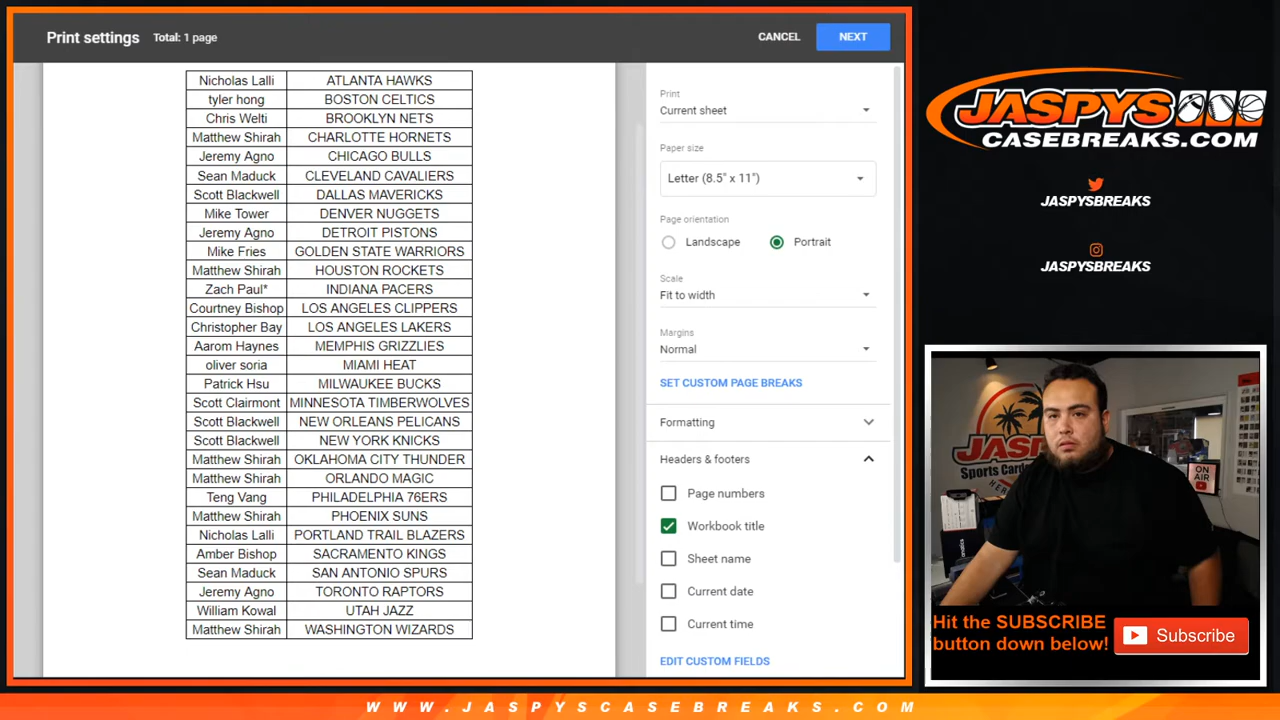 Print settings Total: 1 page
CANCEL NEXT
Nicholas Lalli ATLANTA HAWKS
tyler hong BOSTON CELTICS
Chris Welti BROOKLYN NETS
Matthew Shirah CHARLOTTE HORNETS
Jeremy Agno CHICAGO BULLS
Sean Maduck CLEVELAND CAVALIERS
Scott Blackwell DALLAS MAVERICKS
Mike Tower DENVER NUGGETS
Jeremy Agno DETROIT PISTONS
Mike Fries GOLDEN STATE WARRIORS
Matthew Shirah HOUSTON ROCKETS
Zach Paul* INDIANA PACERS
Courtney Bishop LOS ANGELES CLIPPERS
Christopher Bay LOS ANGELES LAKERS
Aarom Haynes MEMPHIS GRIZZLIES
oliver soria MIAMI HEAT
Patrick Hsu MILWAUKEE BUCKS
Scott Clairmont MINNESOTA TIMBERWOLVES
Scott Blackwell NEW ORLEANS PELICANS
Scott Blackwell NEW YORK KNICKS
Matthew Shirah OKLAHOMA CITY THUNDER
Matthew Shirah ORLANDO MAGIC
Teng Vang PHILADELPHIA 76ERS
Matthew Shirah PHOENIX SUNS
Nicholas Lalli PORTLAND TRAIL BLAZERS
Amber Bishop SACRAMENTO KINGS
Sean Maduck SAN ANTONIO SPURS
Jeremy Agno TORONTO RAPTORS
William Kowal UTAH JAZZ
Matthew Shirah WASHINGTON WIZARDS
Print
Current sheet
Paper size
Letter (8.5" x 11")
Page orientation
Landscape Portrait
Scale
Fit to width
Margins
Normal
SET CUSTOM PAGE BREAKS
Formatting
Headers & footers
Page numbers
Workbook title
Sheet name
Current date
Current time
EDIT CUSTOM FIELDS
JASPYS
CASEBREAKS.COM
JASPYSBREAKS
JASPYSBREAKS
JASPYS
Sports Cards
ON
AIR
Hit the SUBSCRIBE
button down below!
Subscribe
WWW.JASPYSCASEBREAKS.COM